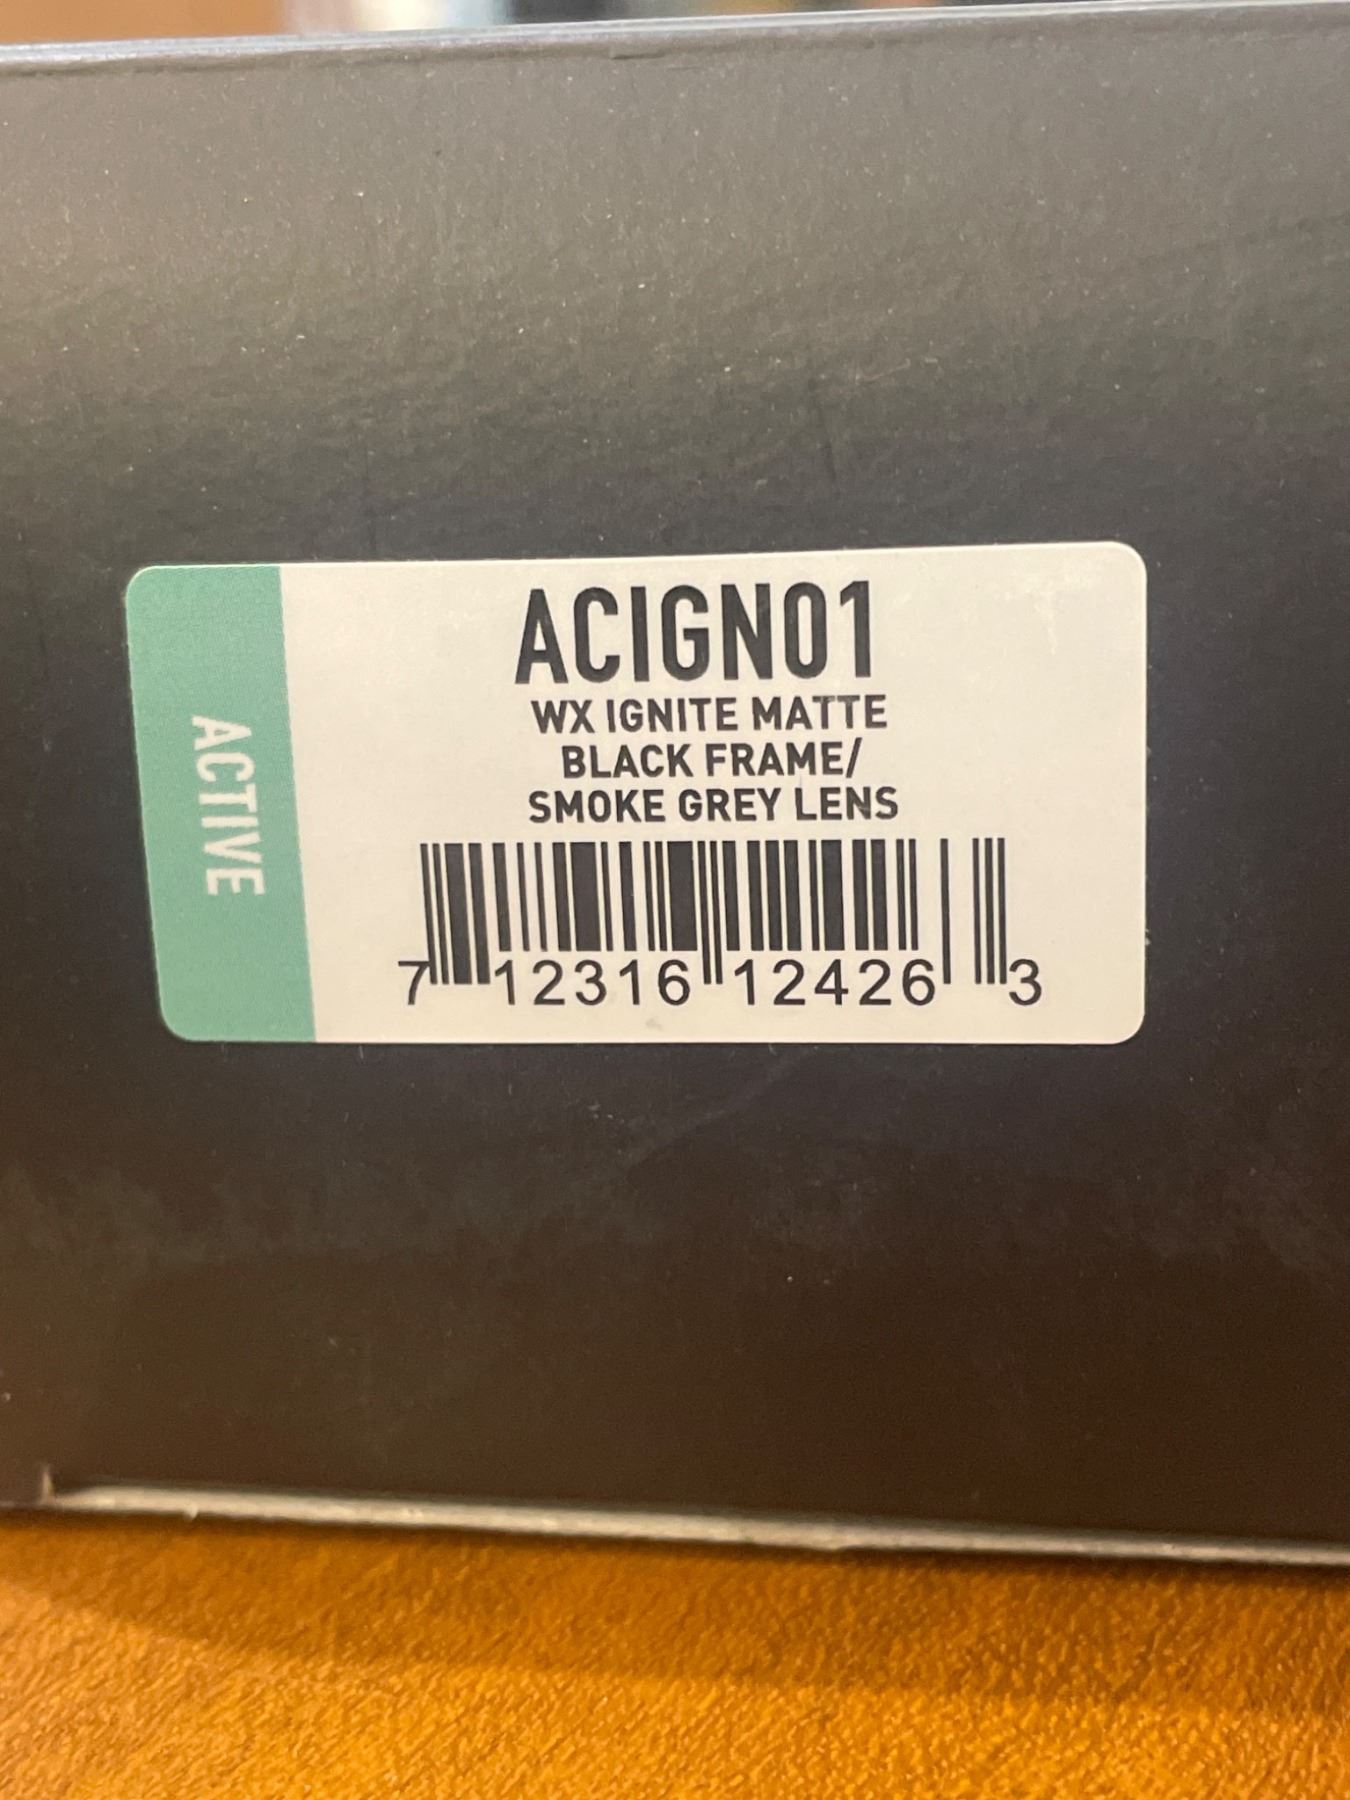 ACTIVE
ACIGN01
WX IGNITE MATTE
BLACK FRAME/
SMOKE GREY LENS
7 12316 12426 3